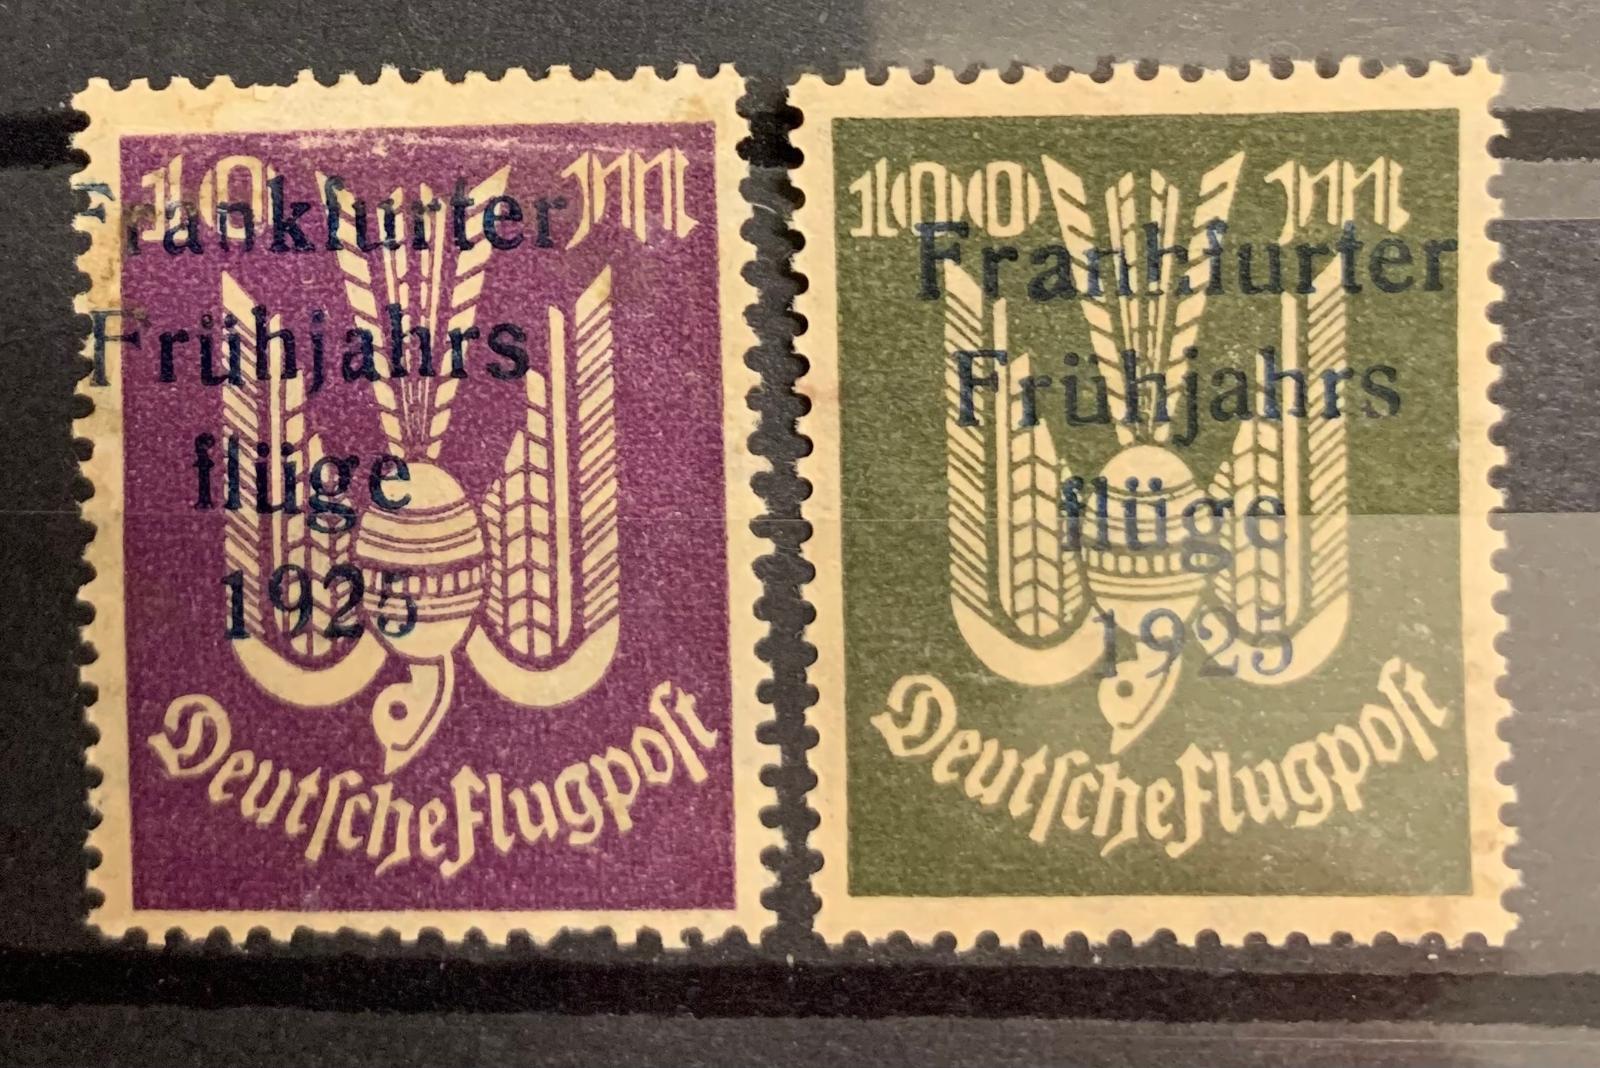 10 M
Frankfurter
Frühjahrs
flüge
1925
Deutsche Flugpost
100 M
Frankfurter
Frühjahrs
flüge
1925
Deutsche Flugpost